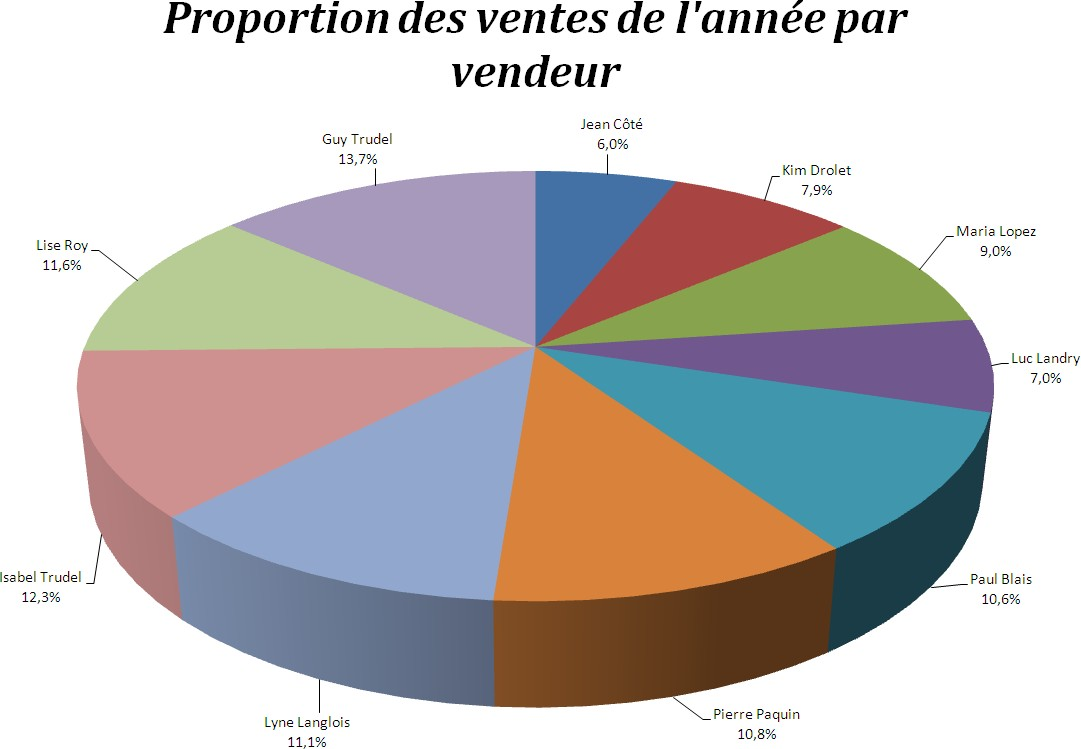 Proportion des ventes de l'année par
vendeur
Jean Côté
6,0%
Kim Drolet
7,9%
Maria Lopez
9,0%
Luc Landry
7,0%
Paul Blais
10,6%
Pierre Paquin
10,8%
Lyne Langlois
11,1%
Isabel Trudel
12,3%
Lise Roy
11,6%
Guy Trudel
13,7%